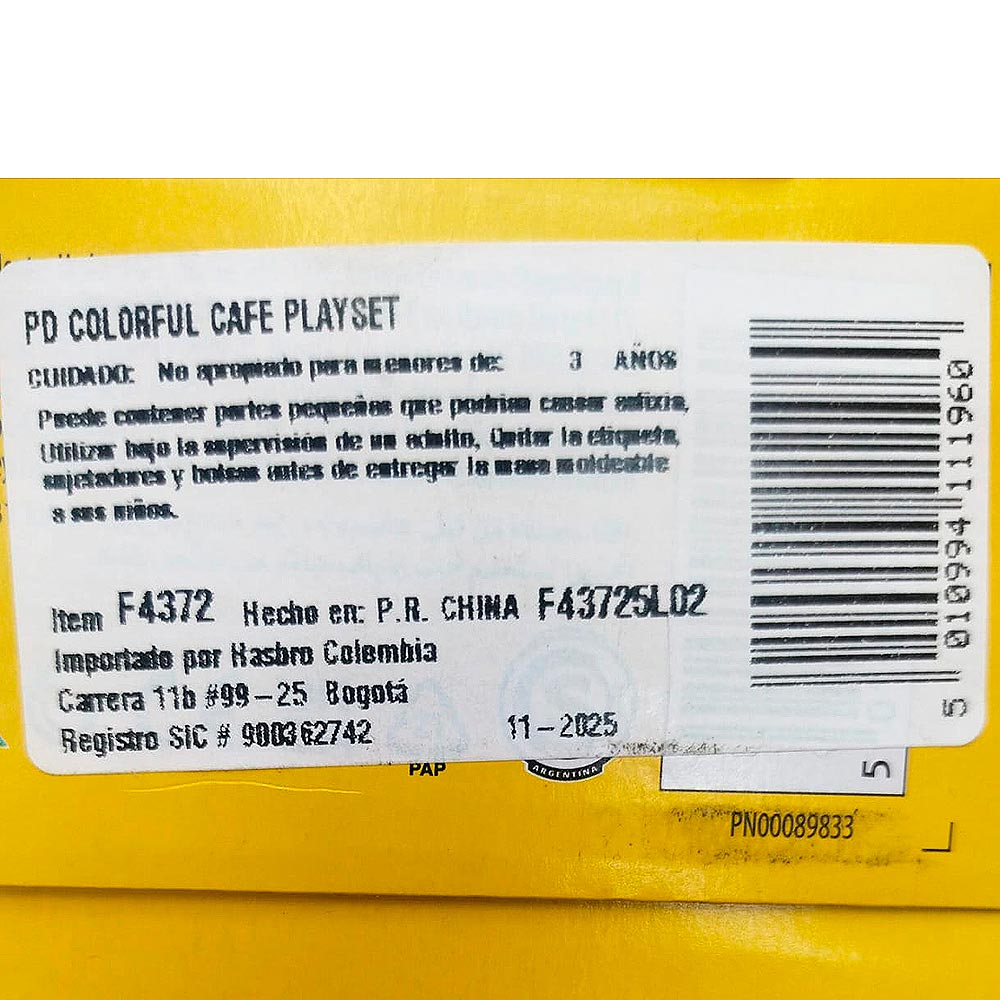 PD COLORFUL CAFE PLAYSET
CUIDADO: No apropiado para menores de: 3 AÑOS
Puede contener partes pequeñas que podrían causar asfixia,
Utilizar bajo la supervisión de un adulto, Quitar la etiqueta,
sujetadores y bolsas antes de entregar la masa moldeable
a sus niños.
Item F4372 Hecho en: P.R. CHINA F43725L02
Importado por Hasbro Colombia
Carrera 11b #99-25 Bogotá
Registro SIC # 900362742 11-2025
5 010994 111960
PAP
ARGENTINA
5
PN00089833